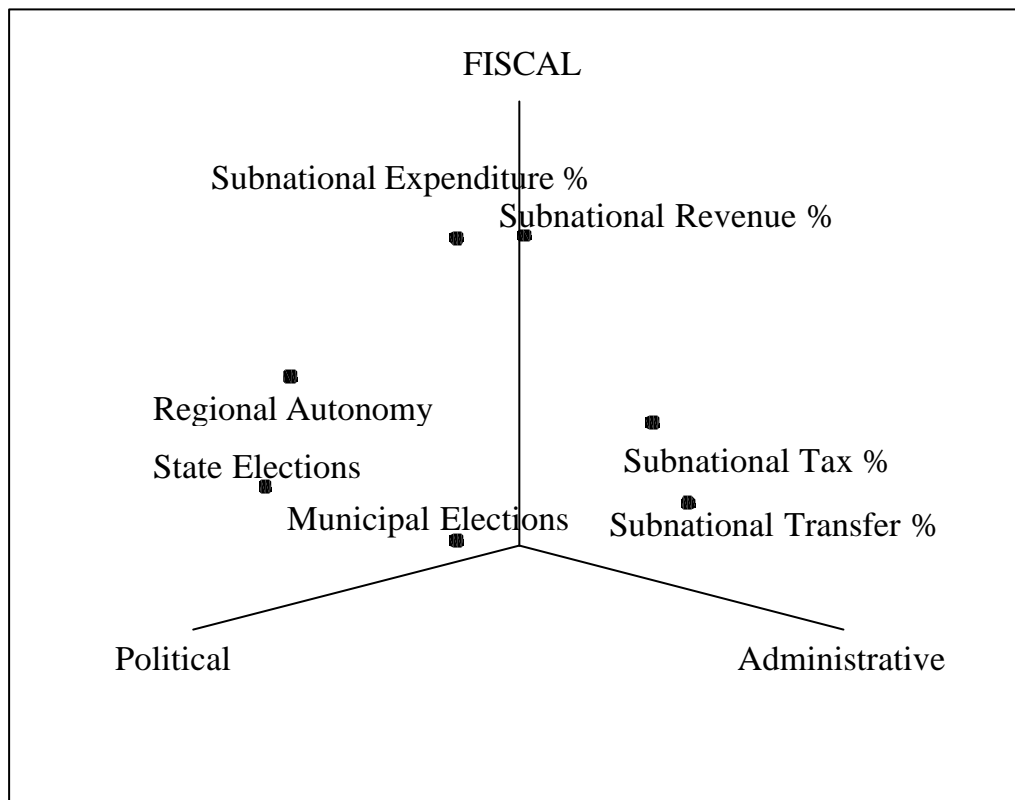 FISCAL
Subnational Expenditure %
Subnational Revenue %
Regional Autonomy
State Elections
Subnational Tax %
Municipal Elections
Subnational Transfer %
Political
Administrative